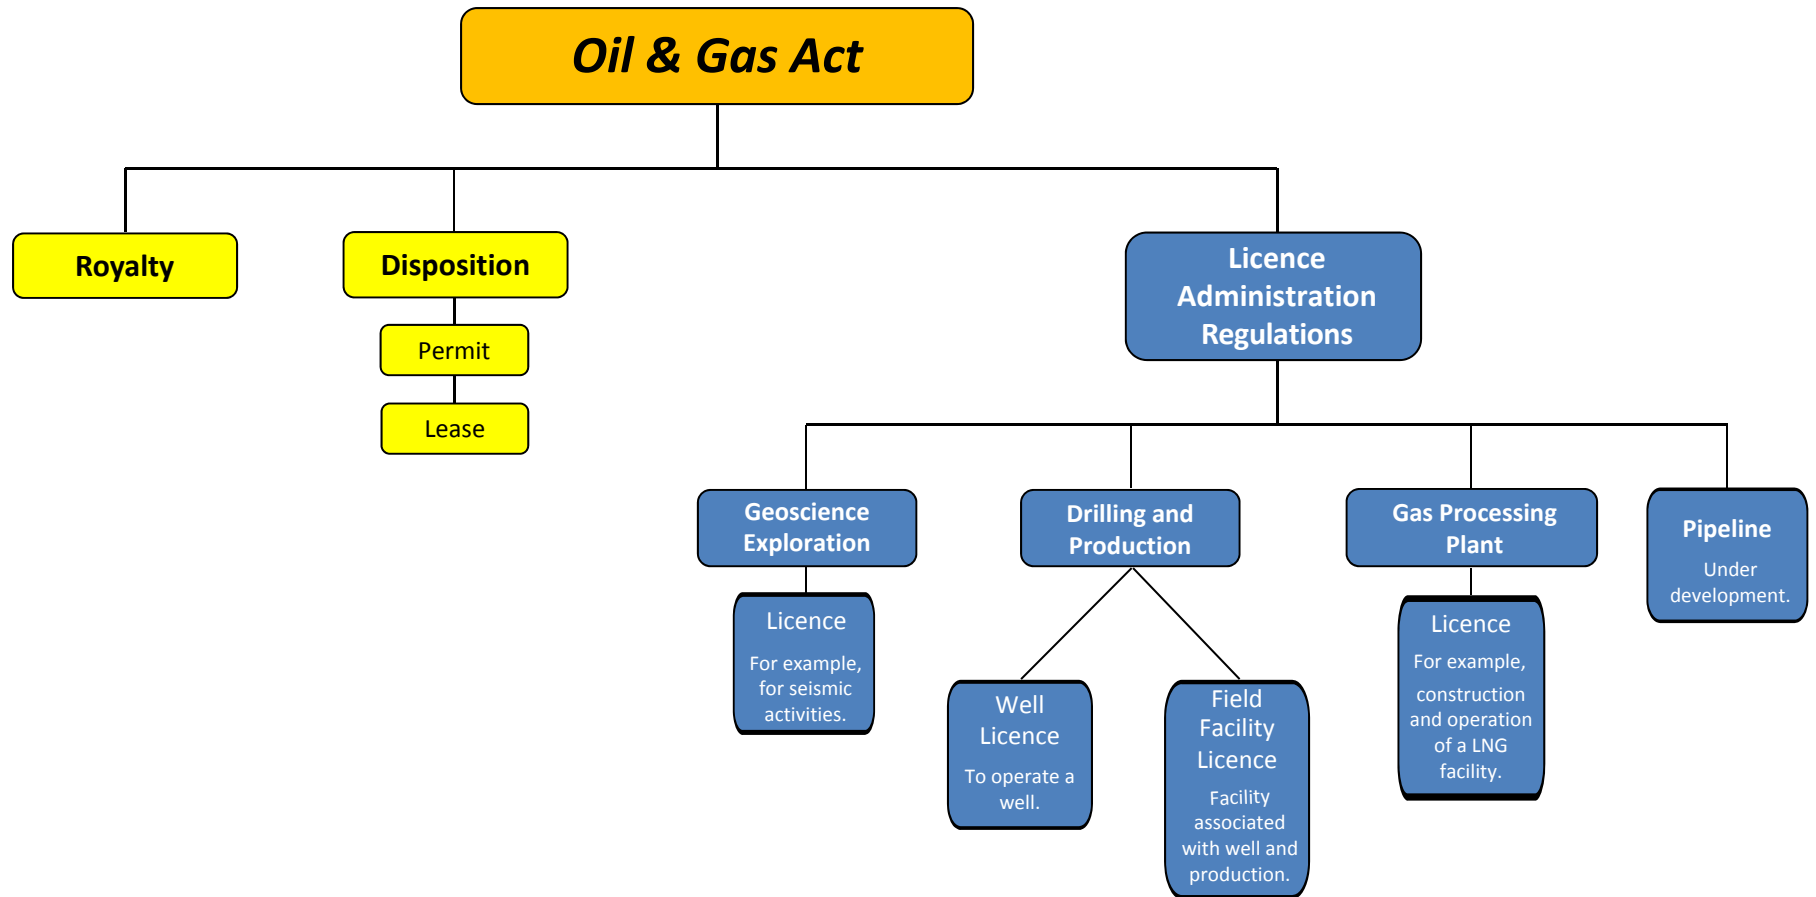 Oil & Gas Act
Royalty
Disposition
Permit
Lease
Licence
Administration
Regulations
Geoscience
Exploration
Licence
For example,
for seismic
activities.
Drilling and
Production
Well
Licence
To operate a
well.
Field
Facility
Licence
Facility
associated
with well and
production.
Gas Processing
Plant
Licence
For example,
construction
and operation
of a LNG
facility.
Pipeline
Under
development.